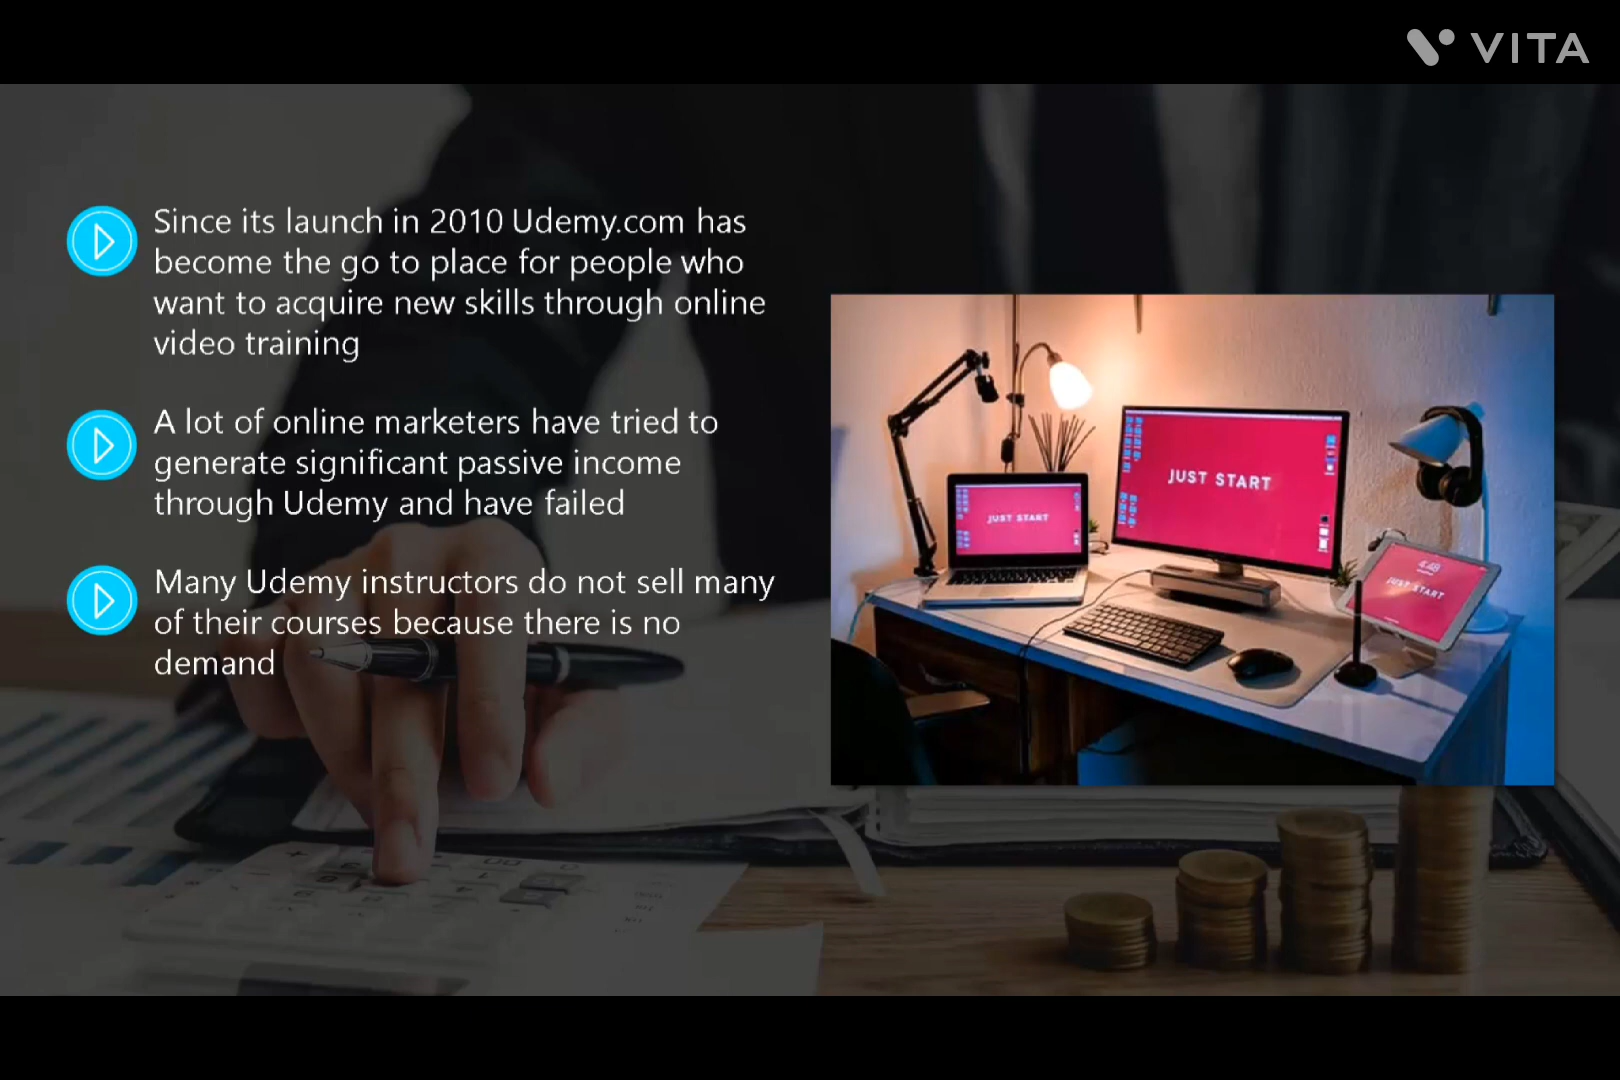 VITA
Since its launch in 2010 Udemy.com has
become the go to place for people who
want to acquire new skills through online
video training
A lot of online marketers have tried to
generate significant passive income
through Udemy and have failed
Many Udemy instructors do not sell many
of their courses because there is no
demand
JUST START
JUST START
4:48
JUST START